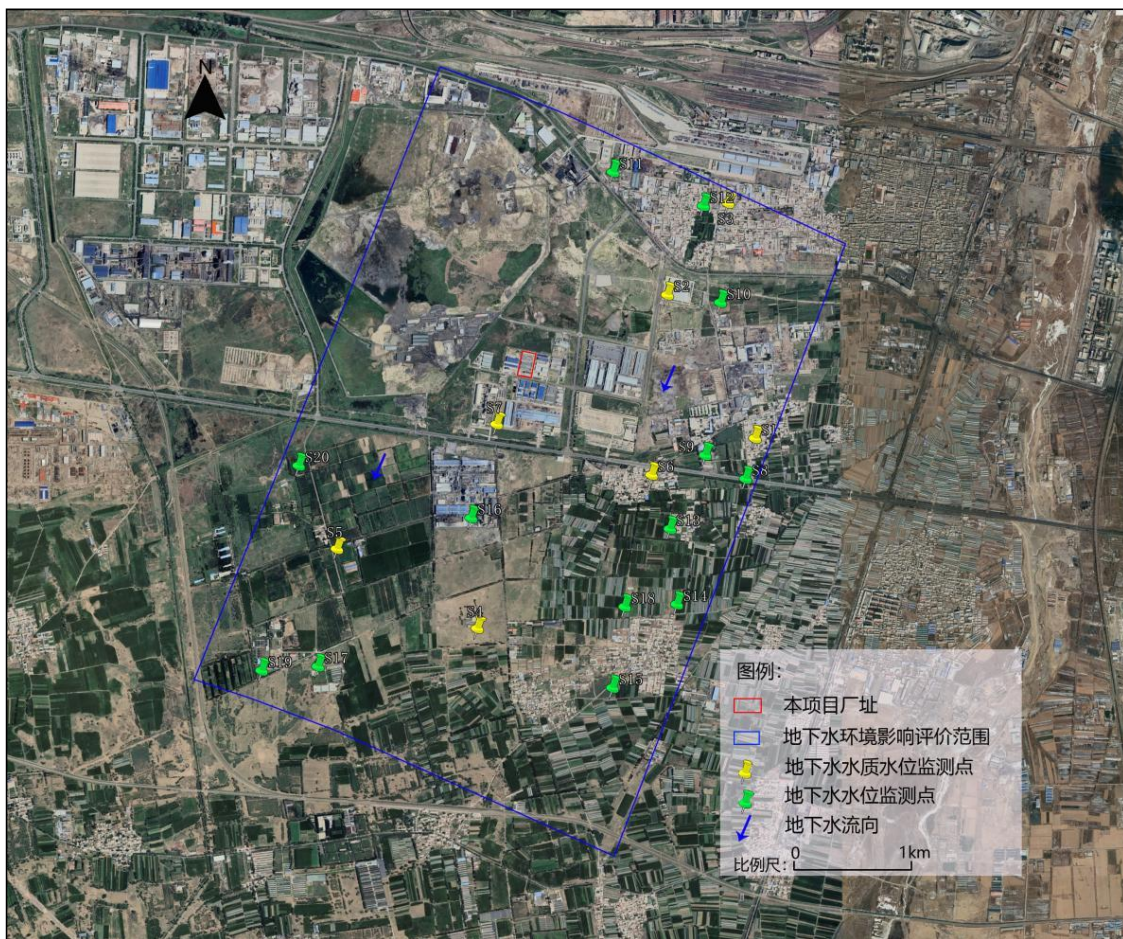 N
S11
S12
S3
S2
S10
S7
S1
S9
S6
S8
S20
S16
S13
S5
S18
S14
S4
S19
S17
S15
图例：
本项目厂址
地下水环境影响评价范围
地下水水质水位监测点
地下水水位监测点
地下水流向
比例尺：
0
1km